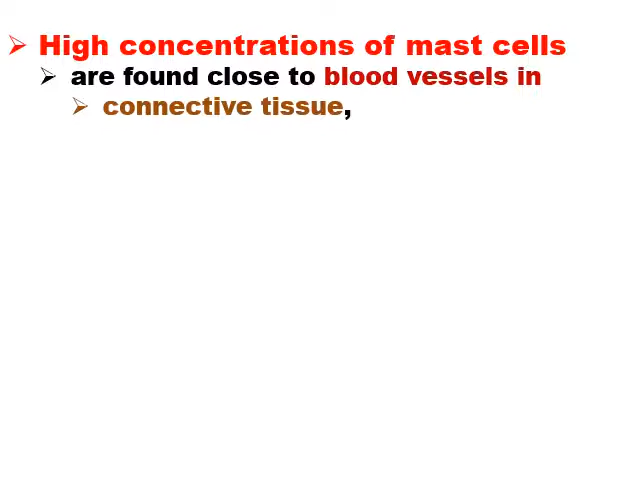 ➢ High concentrations of mast cells
➢ are found close to blood vessels in
➢ connective tissue,